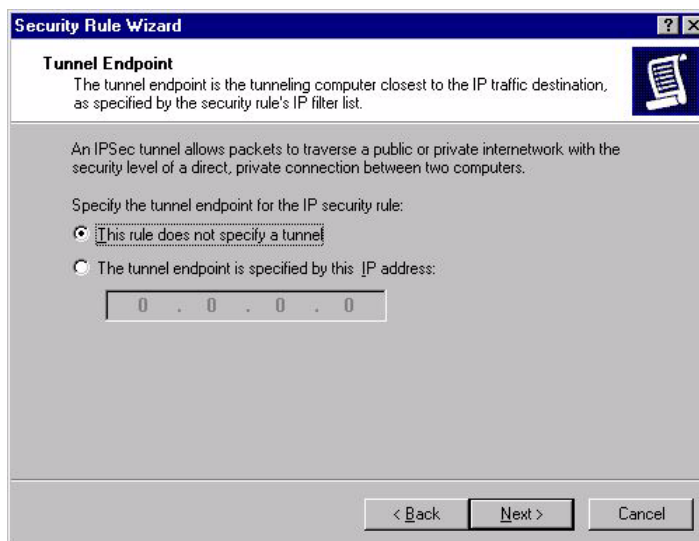 Security Rule Wizard
Tunnel Endpoint
The tunnel endpoint is the tunneling computer closest to the IP traffic destination,
as specified by the security rule's IP filter list.
An IPSec tunnel allows packets to traverse a public or private internetwork with the
security level of a direct, private connection between two computers.
Specify the tunnel endpoint for the IP security rule:
This rule does not specify a tunnel
The tunnel endpoint is specified by this IP address:
0 . 0 . 0 . 0
< Back Next > Cancel